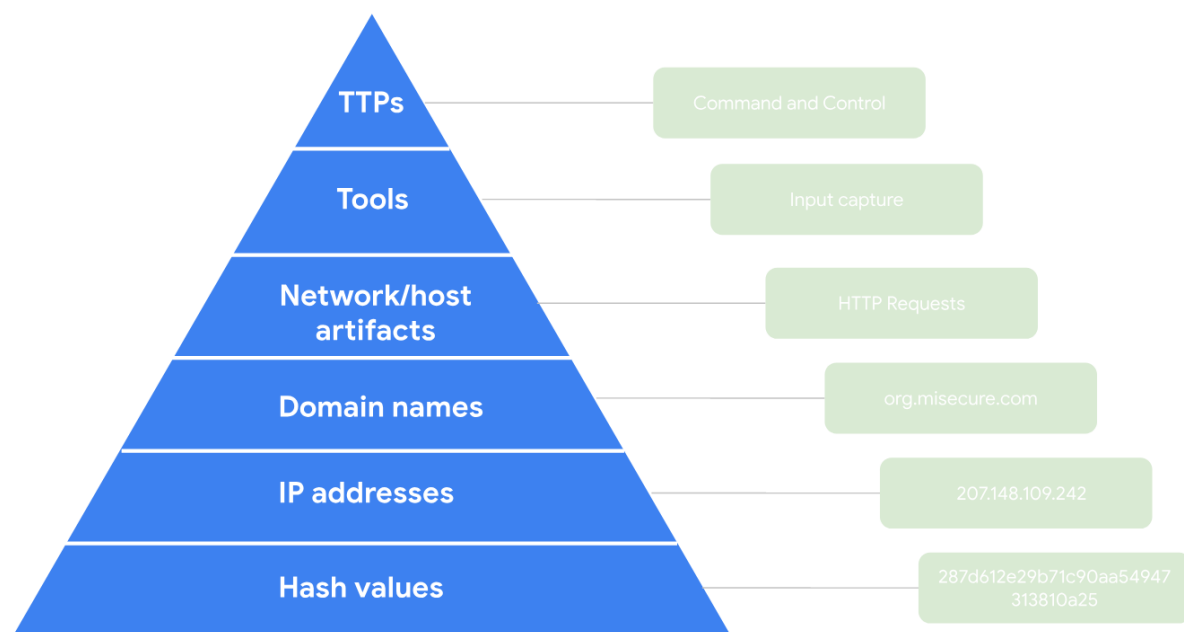 TTPs
Command and Control
Tools
Input capture
Network/host
artifacts
HTTP Requests
Domain names
org.misecure.com
IP addresses
207.148.109.242
Hash values
287d612e29b71c90aa54947
313810a25